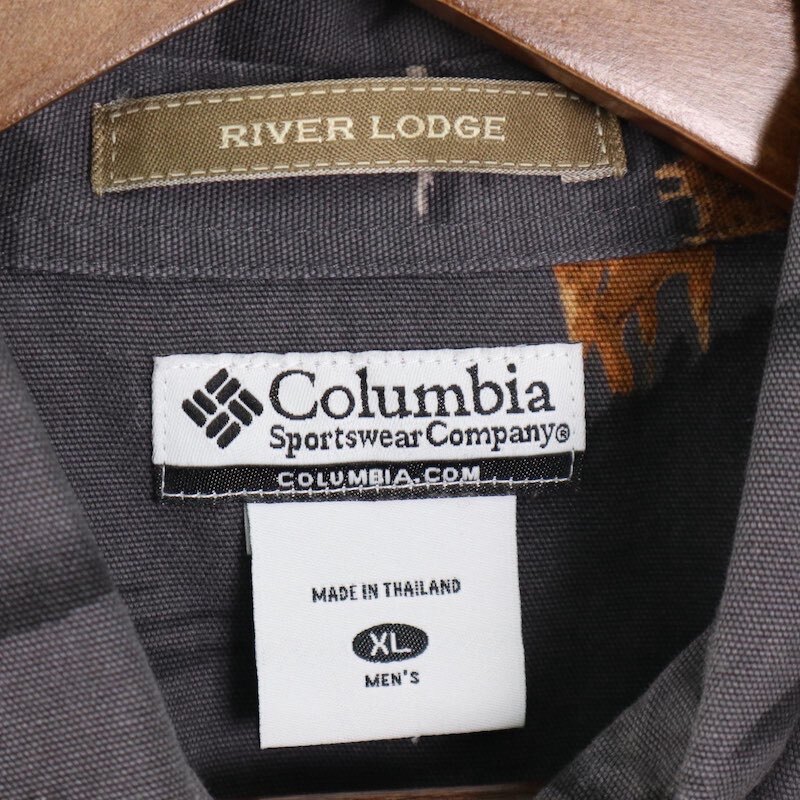 RIVER LODGE
Columbia
Sportswear Company®
COLUMBIA.COM
MADE IN THAILAND
XL
MEN'S